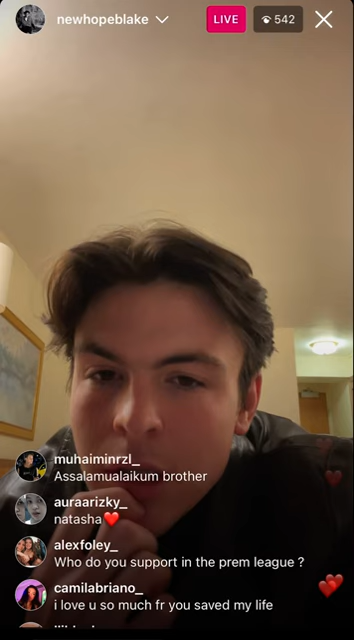 newhopeblake
LIVE
542
muhaiminrzl_
Assalamualaikum brother
auraarizky_
natasha❤️
alexfoley_
Who do you support in the prem league ?
camilabriano_
i love u so much fr you saved my life